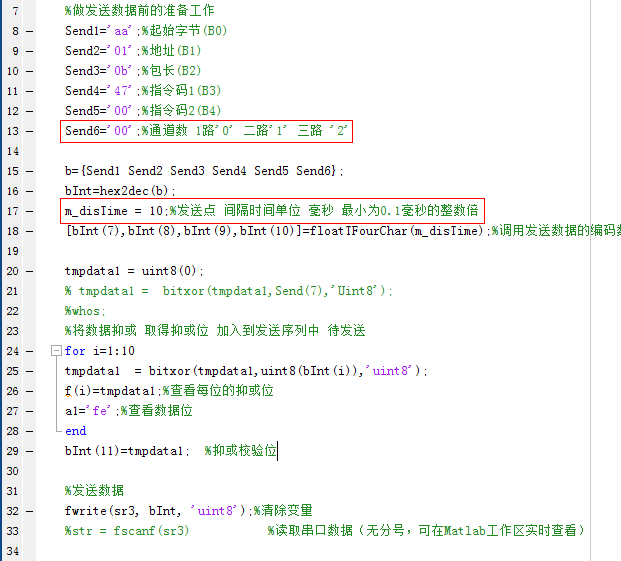 7 %做发送数据前的准备工作
8 - Send1='aa';%起始字节(B0)
9 - Send2='01';%地址(B1)
10 - Send3='0b';%包长(B2)
11 - Send4='47';%指令码1(B3)
12 - Send5='00';%指令码2(B4)
13 - Send6='00';%通道数 1路'0' 二路'1' 三路 '2'
14
15 - b={Send1 Send2 Send3 Send4 Send5 Send6};
16 - bInt=hex2dec(b);
17 - m_disTime = 10;%发送点 间隔时间单位 毫秒 最小为0.1毫秒的整数倍
18 - [bInt(7),bInt(8),bInt(9),bInt(10)]=floatTFourChar(m_disTime);%调用发送数据的编码
19
20 - tmpdata1 = uint8(0);
21 % tmpdata1 = bitxor(tmpdata1,Send(7),'Uint8');
22 %whos;
23 %将数据抑或 取得抑或位 加入到发送序列中 待发送
24 - for i=1:10
25 - tmpdata1 = bitxor(tmpdata1,uint8(bInt(i)),'uint8');
26 - f(i)=tmpdata1;%查看每位的抑或位
27 - a1='fe';%查看数据位
28 - end
29 - bInt(11)=tmpdata1; %抑或校验位
30
31 %发送数据
32 - fwrite(sr3, bInt, 'uint8');%清除变量
33 %str = fscanf(sr3) %读取串口数据（无分号，可在Matlab工作区实时查看）
34